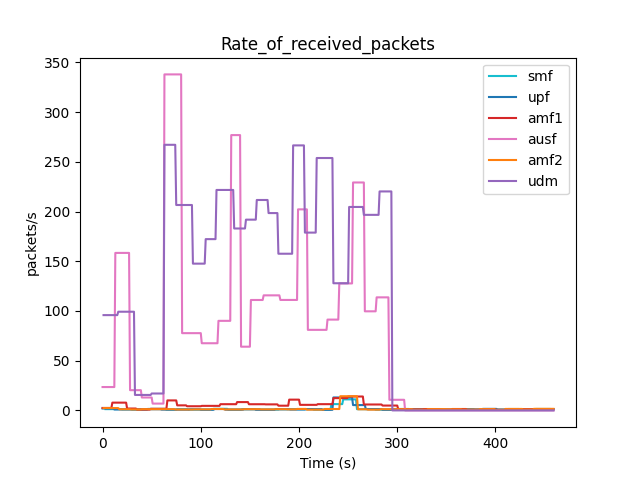 Rate_of_received_packets
packets/s
350
300
250
200
150
100
50
0
0 100 200 300 400
Time (s)
smf
upf
amf1
ausf
amf2
udm